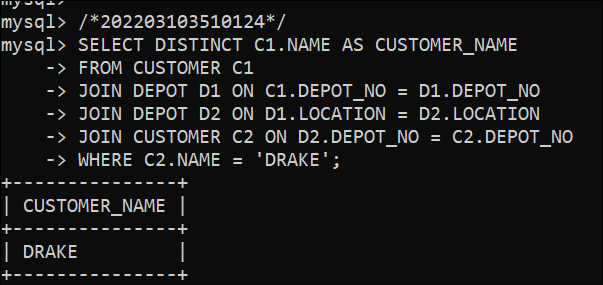 mysql>
mysql> /*202203103510124*/
mysql> SELECT DISTINCT C1.NAME AS CUSTOMER_NAME
    -> FROM CUSTOMER C1
    -> JOIN DEPOT D1 ON C1.DEPOT_NO = D1.DEPOT_NO
    -> JOIN DEPOT D2 ON D1.LOCATION = D2.LOCATION
    -> JOIN CUSTOMER C2 ON D2.DEPOT_NO = C2.DEPOT_NO
    -> WHERE C2.NAME = 'DRAKE';
+---------------+
| CUSTOMER_NAME |
+---------------+
| DRAKE         |
+---------------+